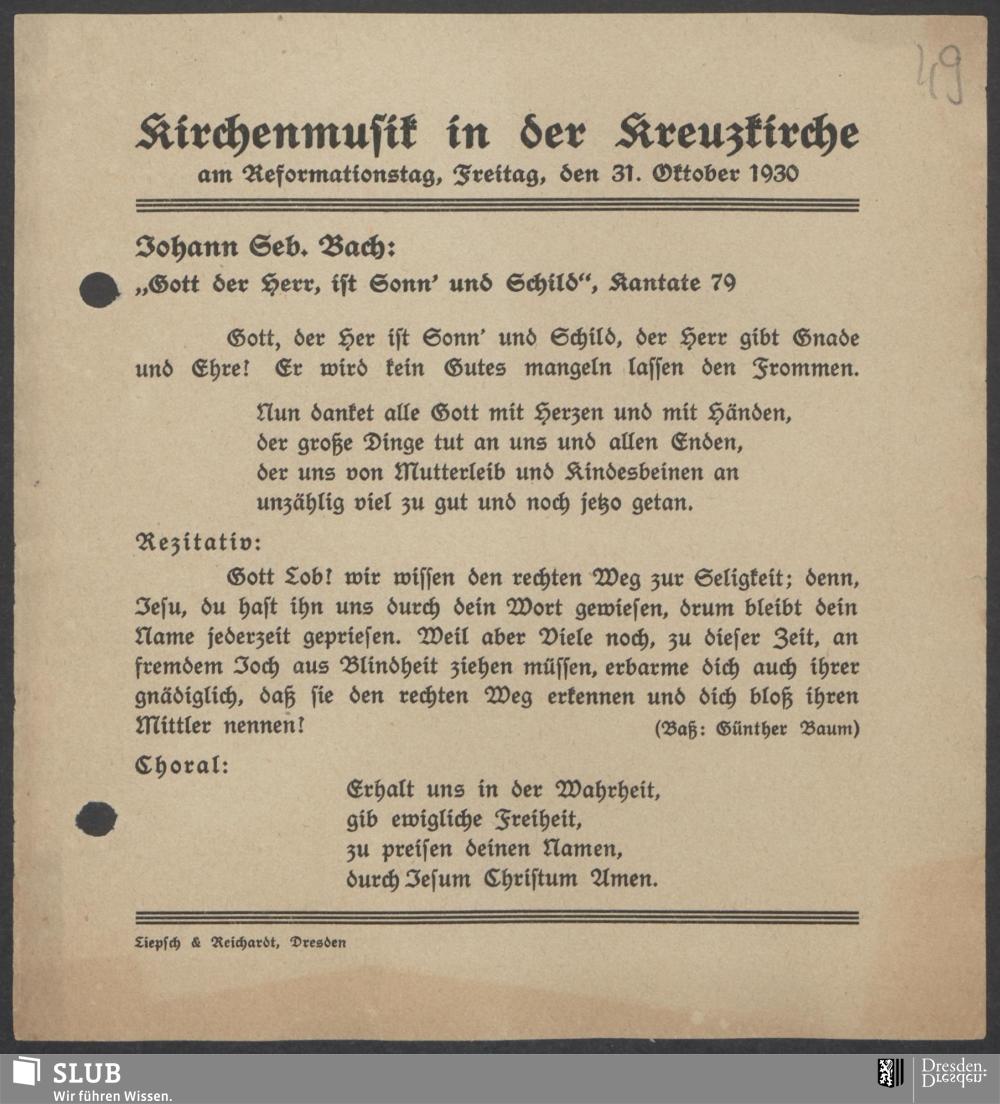 49
Kirchenmusik in der Kreuzkirche
am Reformationstag, Freitag, den 31. Oktober 1930
Johann Seb. Bach:
„Gott der Herr, ist Sonn’ und Schild“, Kantate 79
Gott, der Her ist Sonn’ und Schild, der Herr gibt Gnade
und Ehre! Er wird kein Gutes mangeln lassen den Frommen.
Nun danket alle Gott mit Herzen und mit Händen,
der große Dinge tut an uns und allen Enden,
der uns von Mutterleib und Kindesbeinen an
unzählig viel zu gut und noch jetzo getan.
Rezitativ:
Gott Lob! wir wissen den rechten Weg zur Seligkeit; denn,
Jesu, du hast ihn uns durch dein Wort gewiesen, drum bleibt dein
Name jederzeit gepriesen. Weil aber Viele noch, zu dieser Zeit, an
fremdem Joch aus Blindheit ziehen müssen, erbarme dich auch ihrer
gnädiglich, daß sie den rechten Weg erkennen und dich bloß ihren
Mittler nennen! (Baß: Günther Baum)
Choral:
Erhalt uns in der Wahrheit,
gib ewigliche Freiheit,
zu preisen deinen Namen,
durch Jesum Christum Amen.
Liepsch & Reichardt, Dresden
SLUB
Wir führen Wissen.
Dresden.
Dresden.